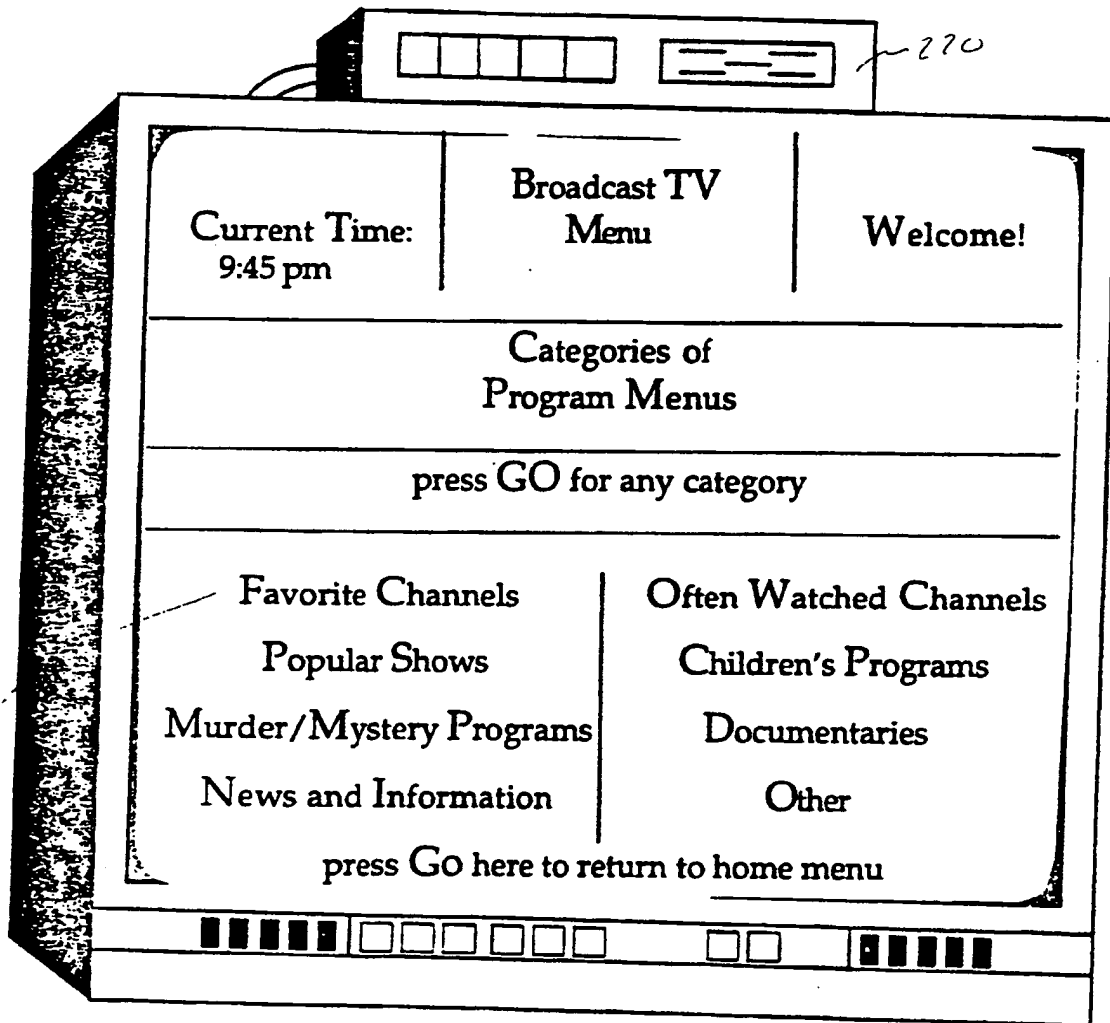 220
Current Time:
9:45 pm
Broadcast TV
Menu
Welcome!
Categories of
Program Menus
press GO for any category
Favorite Channels
Popular Shows
Murder/Mystery Programs
News and Information
Often Watched Channels
Children's Programs
Documentaries
Other
press Go here to return to home menu